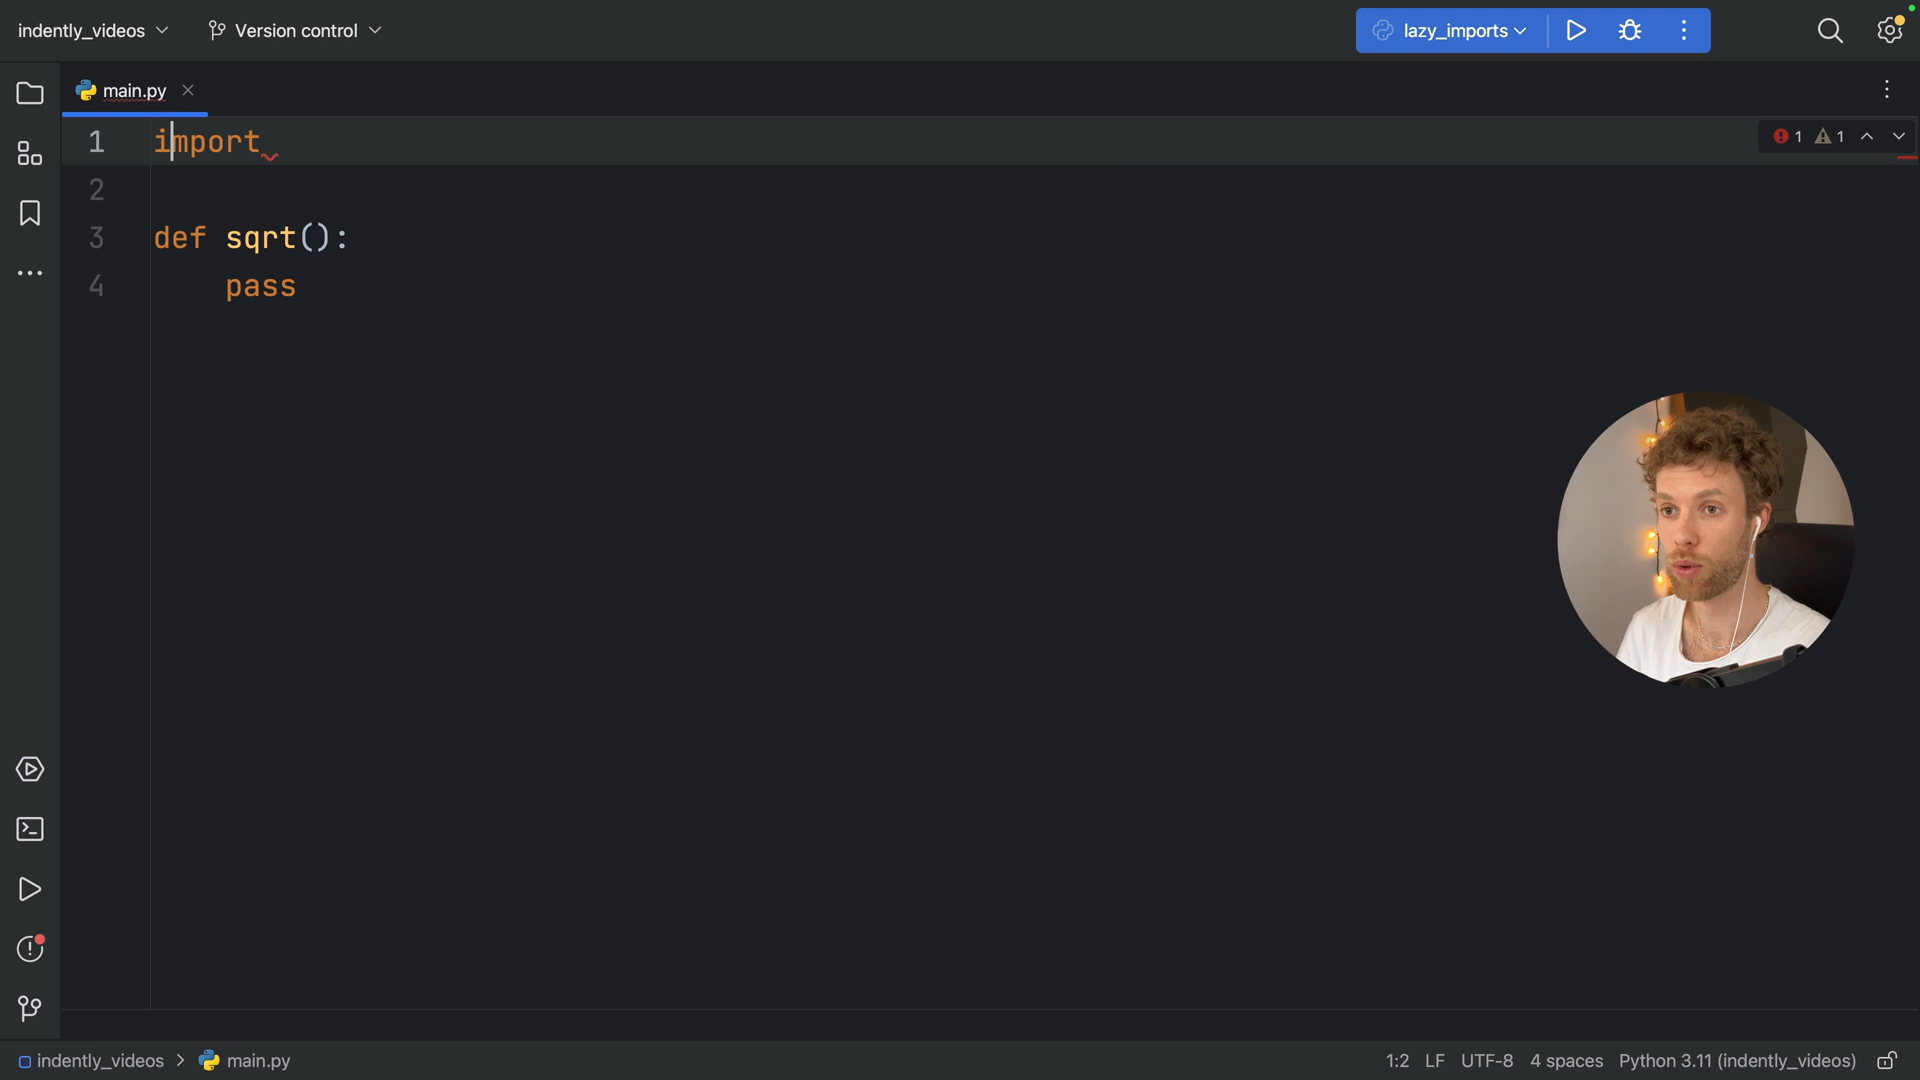 indently_videos
Version control
lazy_imports
main.py
1 import
1 1
2
3 def sqrt():
4 pass
indently_videos > main.py
1:2 LF UTF-8 4 spaces Python 3.11 (indently_videos)